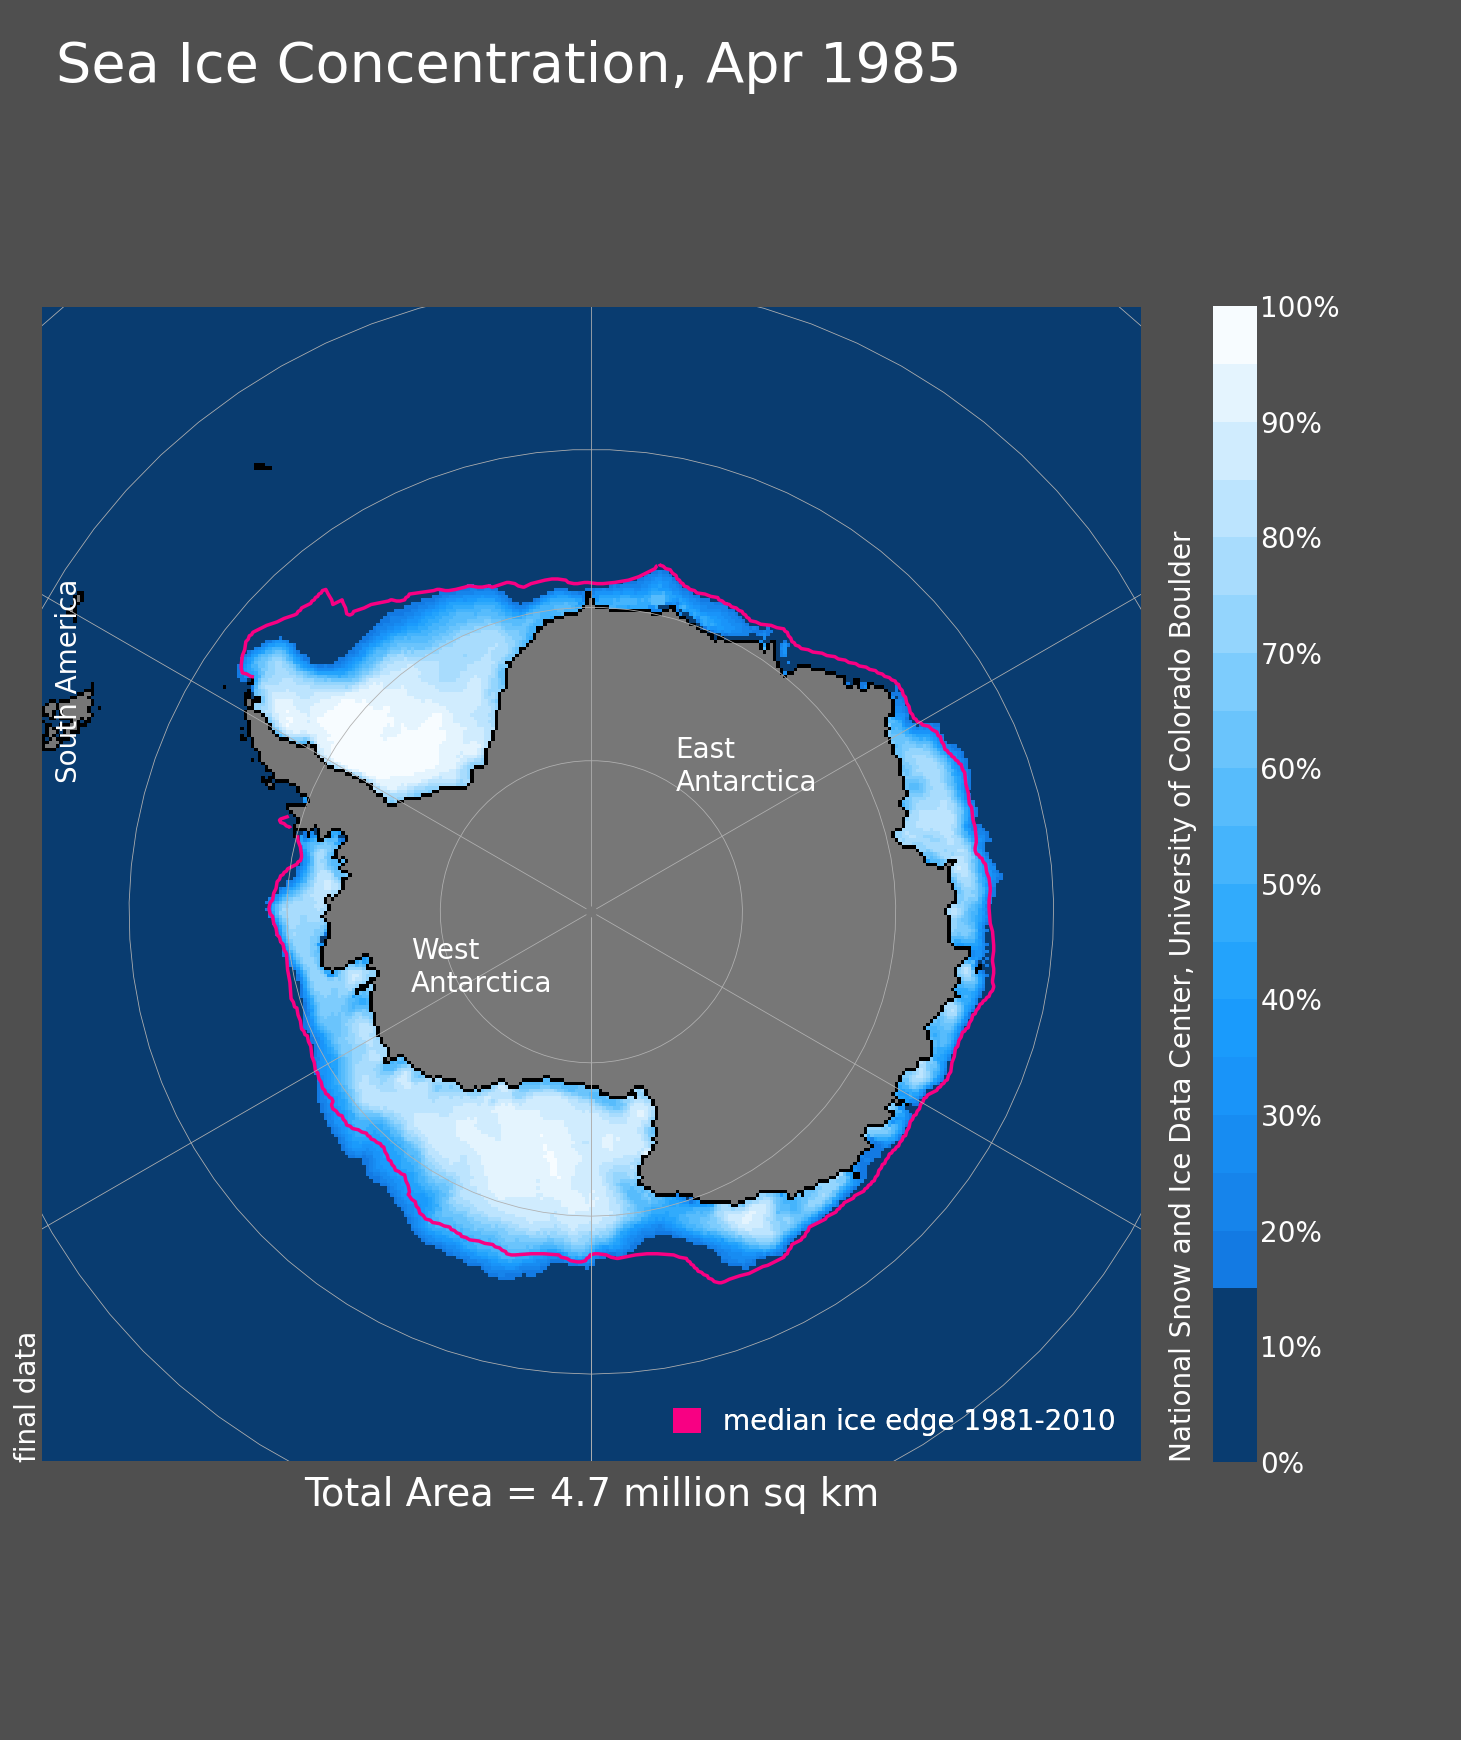 Sea Ice Concentration, Apr 1985
South America
East
Antarctica
West
Antarctica
median ice edge 1981-2010
final data
Total Area = 4.7 million sq km
100%
90%
80%
70%
60%
50%
40%
30%
20%
10%
0%
National Snow and Ice Data Center, University of Colorado Boulder